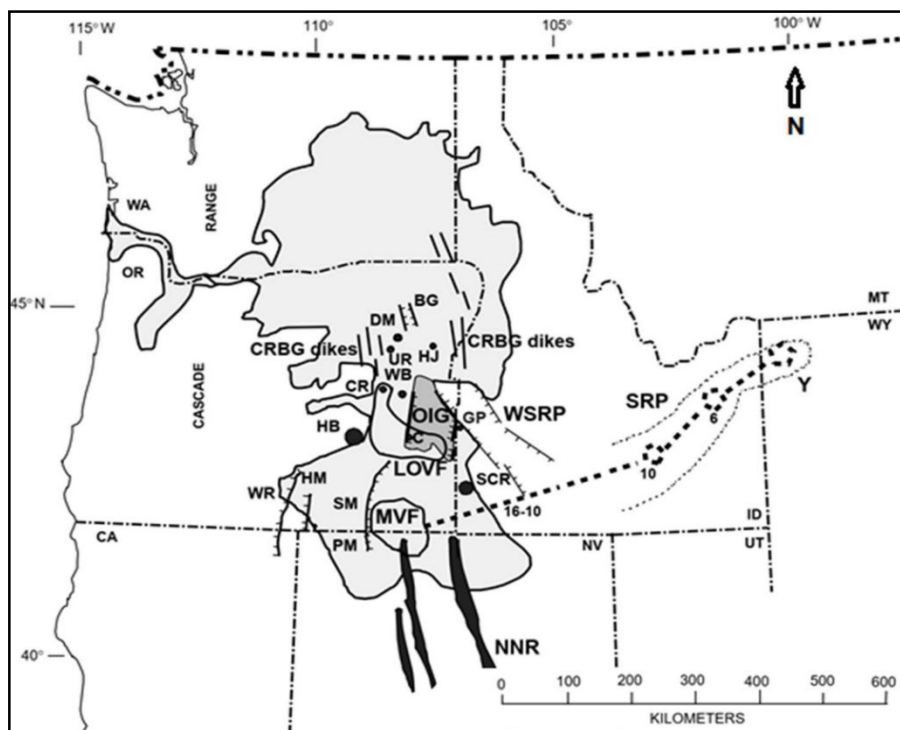 115° W
110°
105°
100° W
N
WA
RANGE
OR
45° N
MT
WY
BG
DM
CRBG dikes
UR
HJ
CRBG dikes
WB
CR
CASCADE
OIG
GP
WSRP
SRP
Y
6
HB
C
LOVF
10
SCR
WR
HM
SM
MVF
16-10
CA
PM
NV
ID
UT
40°
NNR
0 100 200 300 400 500 600
KILOMETERS